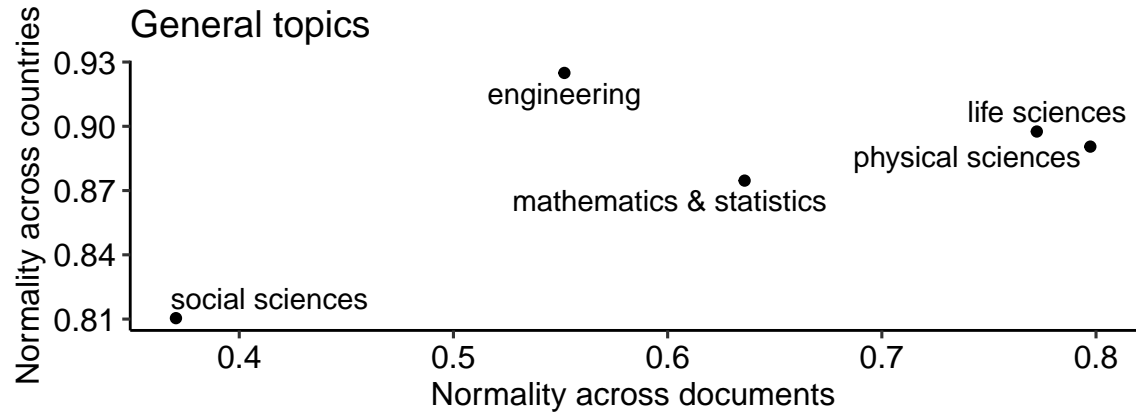 General topics
Normality across countries
0.93
0.90
0.87
0.84
0.81
engineering
life sciences
physical sciences
mathematics & statistics
social sciences
0.4 0.5 0.6 0.7 0.8
Normality across documents